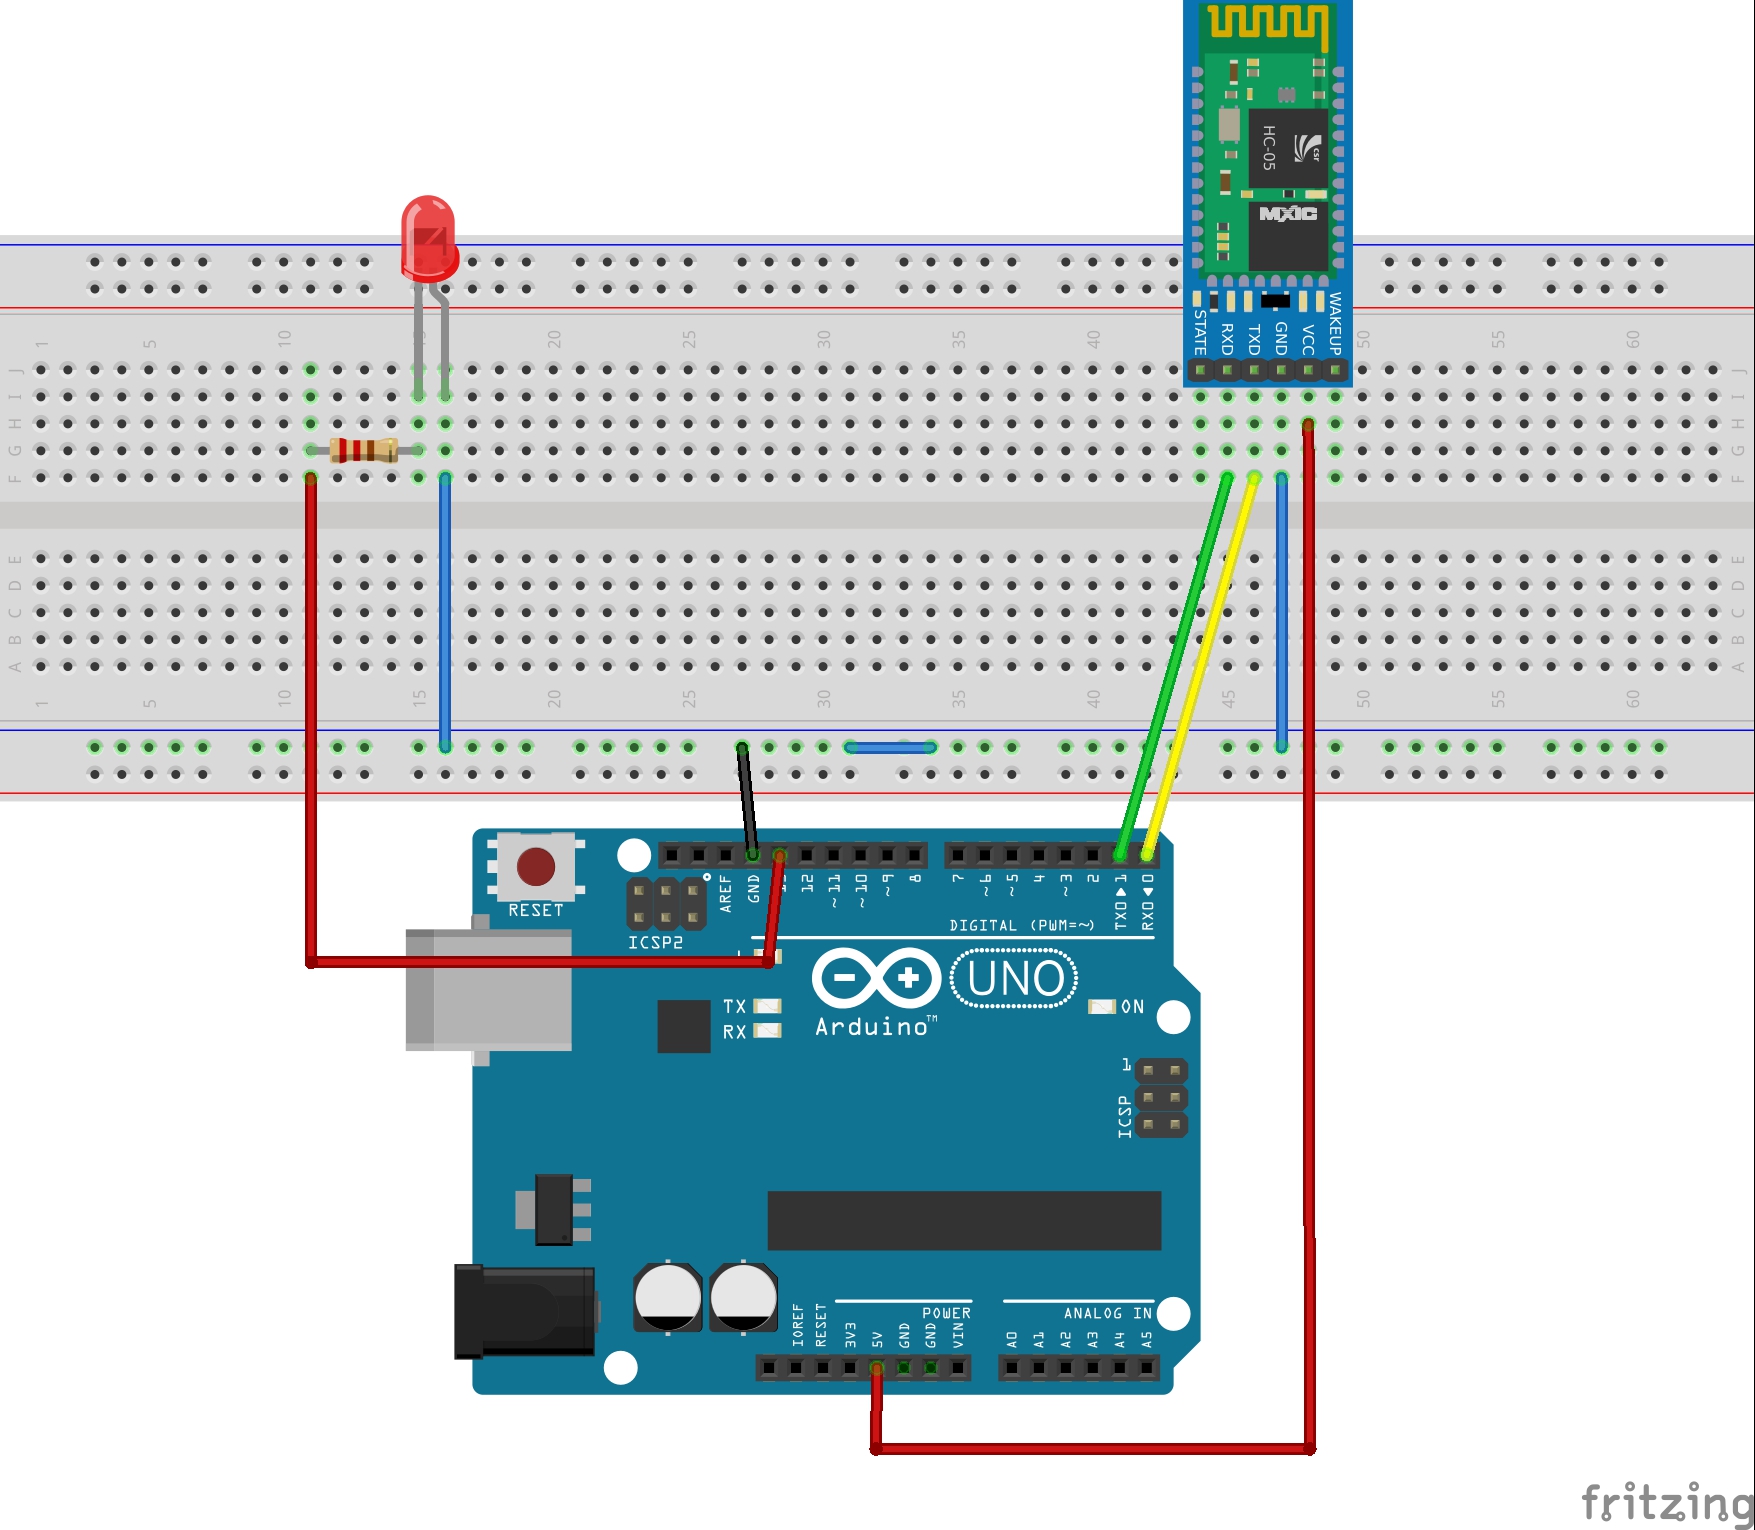 HC-05
CSR
MXIC
STATE
RXD
TXD
GND
VCC
WAKEUP
1 5 10 15 20 25 30 35 40 45 50 55 60
J J
I I
H H
G G
F F
E E
D D
C C
B B
A A
1 5 10 15 20 25 30 35 40 45 50 55 60
RESET
ICSP2
AREF
GND
13
12
~11
~10
~9
8
7
~6
~5
4
~3
2
TX0▶1
RX0◀0
DIGITAL (PWM=~)
L
TX
RX
UNO
Arduino™
ON
1
ICSP
IOREF
RESET
3V3
5V
GND
GND
VIN
POWER
ANALOG IN
A0
A1
A2
A3
A4
A5
fritzing